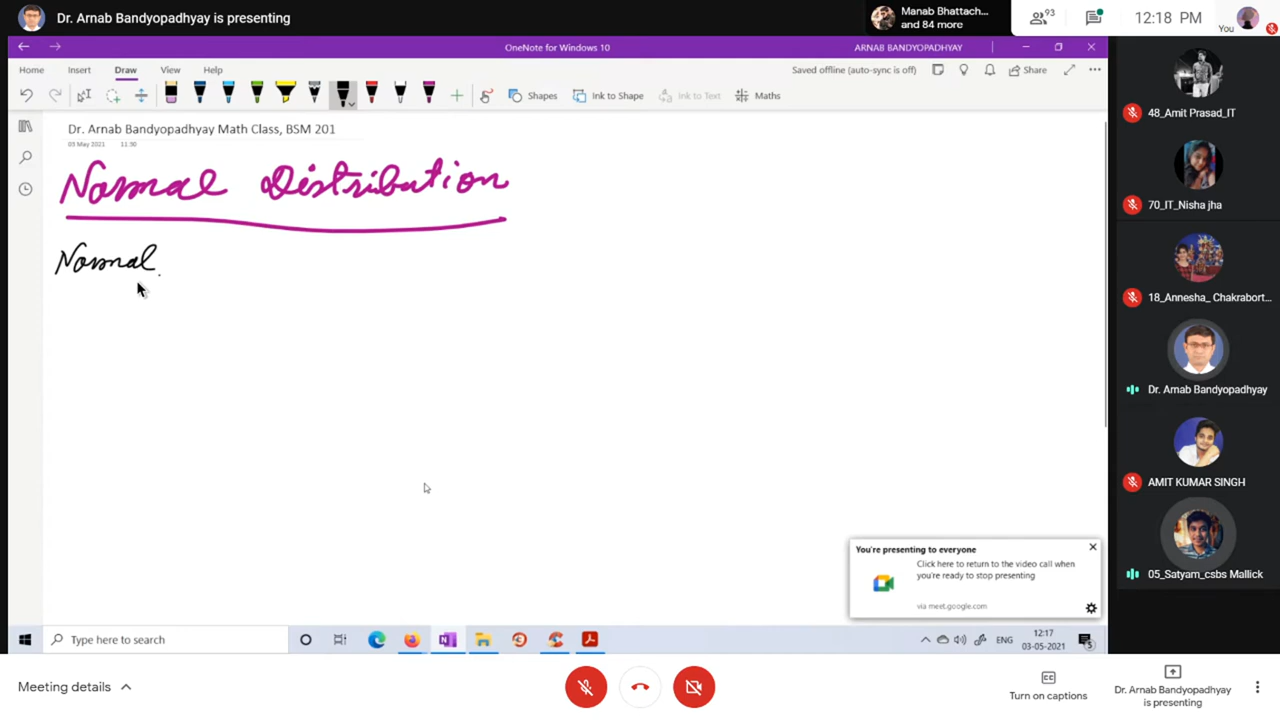 Dr. Arnab Bandyopadhyay is presenting
Manab Bhattach...
and 84 more
93
12:18 PM
You
OneNote for Windows 10
ARNAB BANDYOPADHYAY
Home Insert Draw View Help
Saved offline (auto-sync is off)
Share
Shapes
Ink to Shape
Ink to Text
Maths
Dr. Arnab Bandyopadhyay Math Class, BSM 201
03 May 2021 11:50
Normal Distribution
Normal
48_Amit Prasad_IT
70_IT_Nisha jha
18_Annesha_ Chakrabort...
Dr. Arnab Bandyopadhyay
AMIT KUMAR SINGH
05_Satyam_csbs Mallick
You're presenting to everyone
Click here to return to the video call when
you're ready to stop presenting
via meet.google.com
Type here to search
ENG
12:17
03-05-2021
5
Meeting details
Turn on captions
Dr. Arnab Bandyopadhyay
is presenting